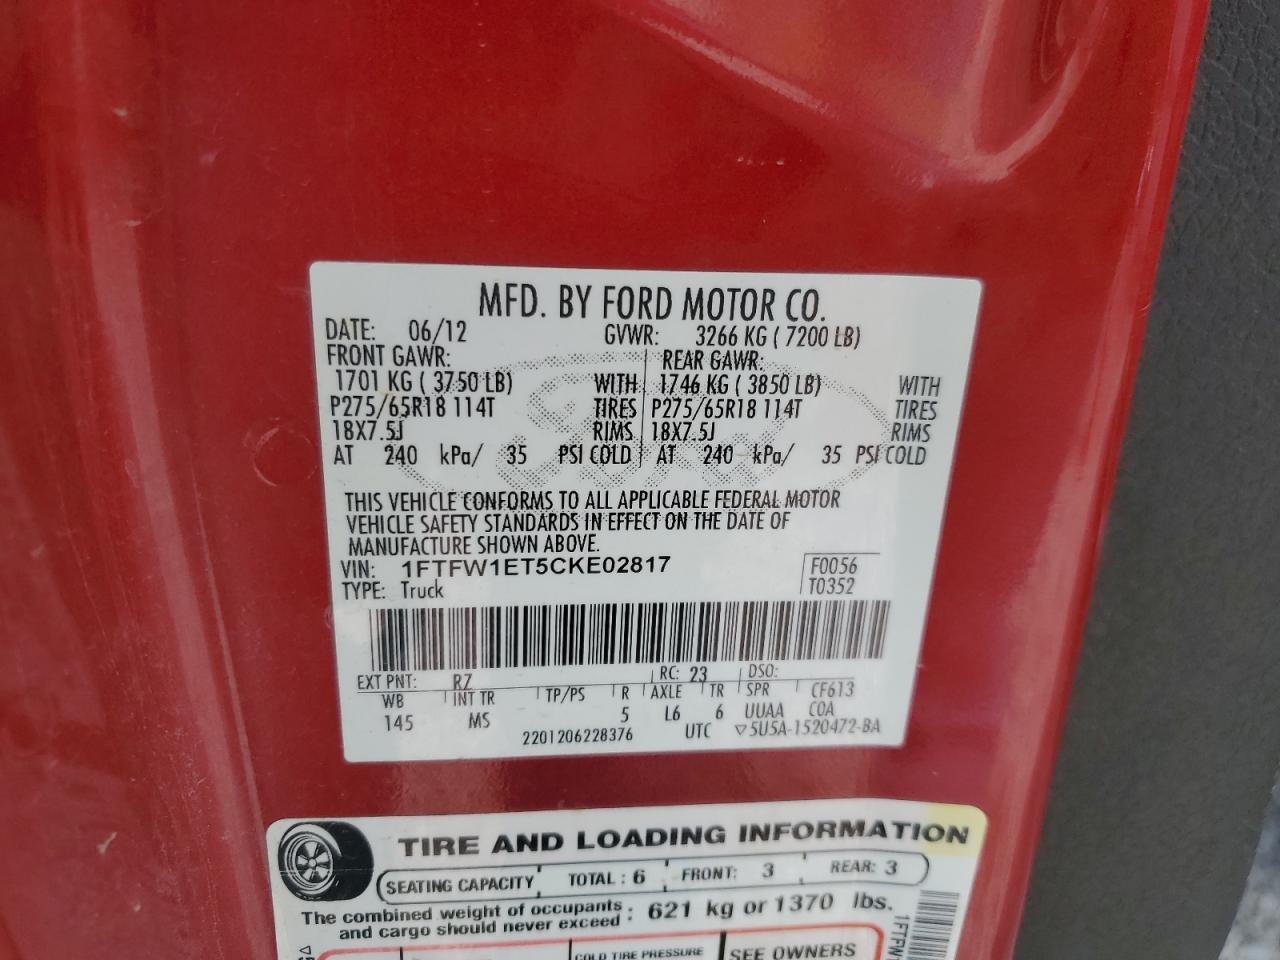 MFD. BY FORD MOTOR CO.
DATE: 06/12 GVWR: 3266 KG ( 7200 LB)
FRONT GAWR: REAR GAWR:
1701 KG ( 3750 LB) WITH 1746 KG ( 3850 LB) WITH
P275/65R18 114T TIRES P275/65R18 114T TIRES
18X7.5J RIMS 18X7.5J RIMS
AT 240 kPa/ 35 PSI COLD AT 240 kPa/ 35 PSI COLD
THIS VEHICLE CONFORMS TO ALL APPLICABLE FEDERAL MOTOR
VEHICLE SAFETY STANDARDS IN EFFECT ON THE DATE OF
MANUFACTURE SHOWN ABOVE.
VIN: 1FTFW1ET5CKE02817 F0056
TYPE: Truck T0352
EXT PNT: RZ RC: 23 DSO:
WB INT TR TP/PS R AXLE TR SPR CF613
145 MS 5 L6 6 UUAA COA
2201206228376 UTC ▽5U5A-1520472-BA
TIRE AND LOADING INFORMATION
SEATING CAPACITY TOTAL : 6 FRONT: 3 REAR: 3
The combined weight of occupants
and cargo should never exceed : 621 kg or 1370 lbs.
COLD TIRE PRESSURE SEE OWNERS
1FTFW1